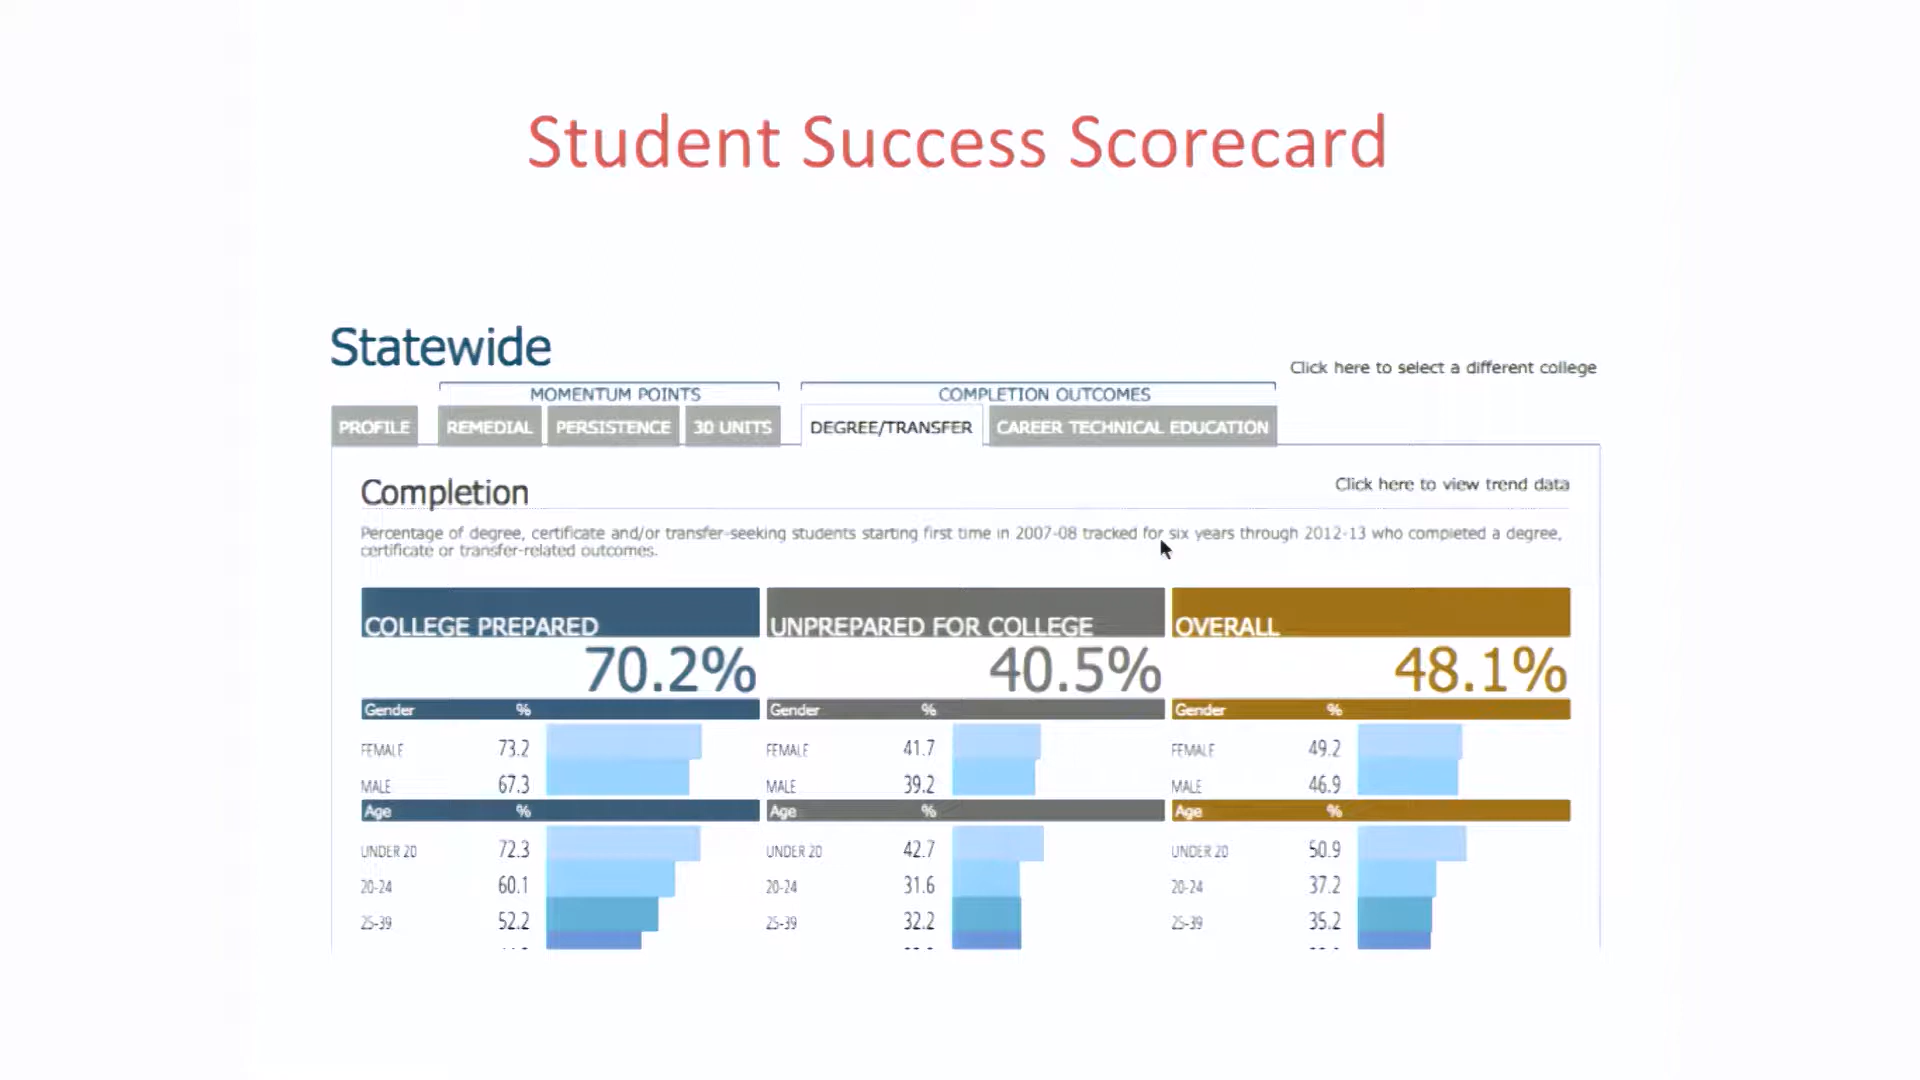 Student Success Scorecard
Statewide
Click here to select a different college
MOMENTUM POINTS
COMPLETION OUTCOMES
PROFILE
REMEDIAL
PERSISTENCE
30 UNITS
DEGREE/TRANSFER
CAREER TECHNICAL EDUCATION
Completion
Click here to view trend data
Percentage of degree, certificate and/or transfer-seeking students starting first time in 2007-08 tracked for six years through 2012-13 who completed a degree,
certificate or transfer-related outcomes.
COLLEGE PREPARED
70.2%
Gender %
FEMALE 73.2
MALE 67.3
Age %
UNDER 20 72.3
20-24 60.1
25-39 52.2
UNPREPARED FOR COLLEGE
40.5%
Gender %
FEMALE 41.7
MALE 39.2
Age %
UNDER 20 42.7
20-24 31.6
25-39 32.2
OVERALL
48.1%
Gender %
FEMALE 49.2
MALE 46.9
Age %
UNDER 20 50.9
20-24 37.2
25-39 35.2